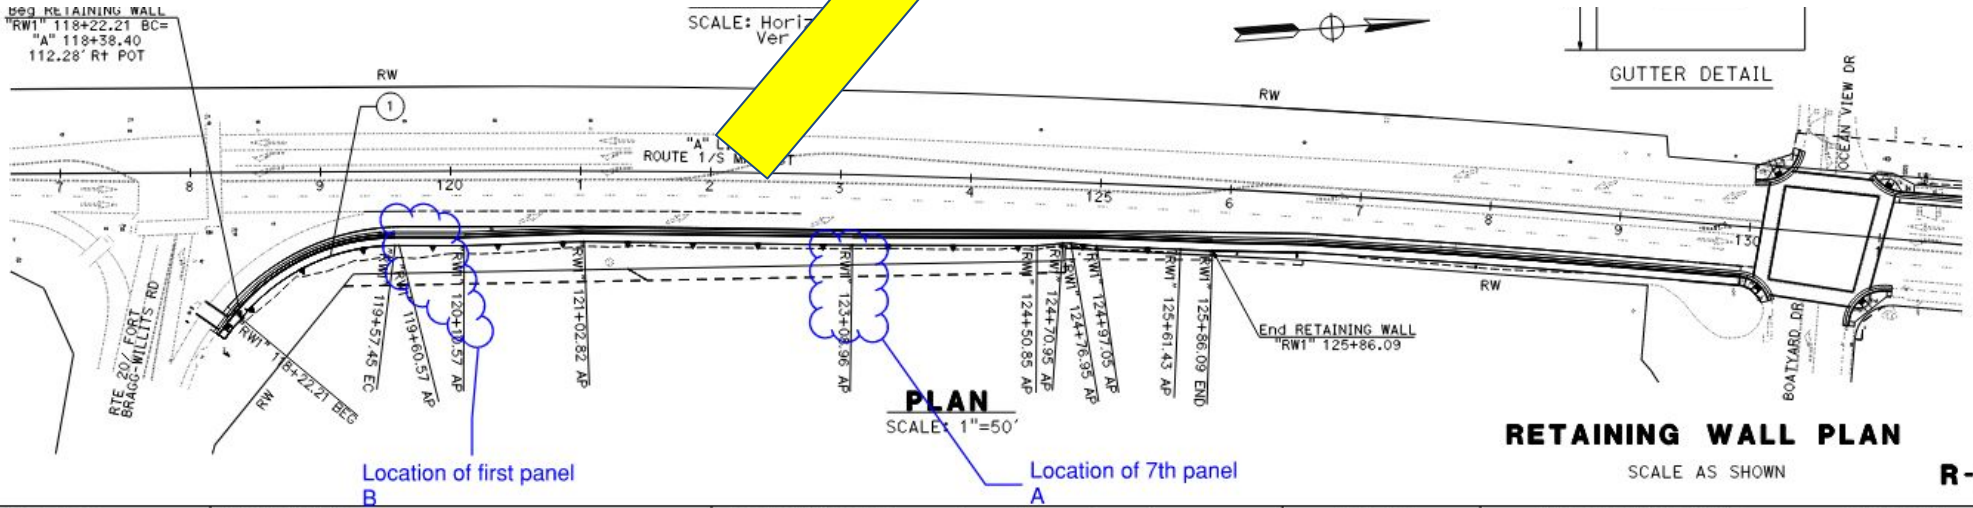 Beg RETAINING WALL
"RW1" 118+22.21 BC=
"A" 118+38.40
112.28' Rt POT
SCALE: Horiz
Ver
GUTTER DETAIL
OCEAN VIEW DR
RW
RW
1
"A" L
ROUTE 1/S M
T
7
8
9
120
1
2
3
4
125
6
7
8
9
130
RTE 20/ FORT
BRAGG-WILLITS RD
RW1" 118+22.21 BEG
RW
119+57.45 EC
RW1" 119+60.57 AP
RW1" 120+10.57 AP
RW1" 121+02.82 AP
RW1" 123+08.96 AP
RW1" 124+50.85 AP
RW1" 124+70.95 AP
RW1" 124+76.95 AP
RW1" 124+97.05 AP
RW1" 125+61.43 AP
RW1" 125+86.09 END
End RETAINING WALL
"RW1" 125+86.09
RW
BOATYARD DR
PLAN
SCALE: 1"=50'
Location of first panel
B
Location of 7th panel
A
RETAINING WALL PLAN
SCALE AS SHOWN
R-